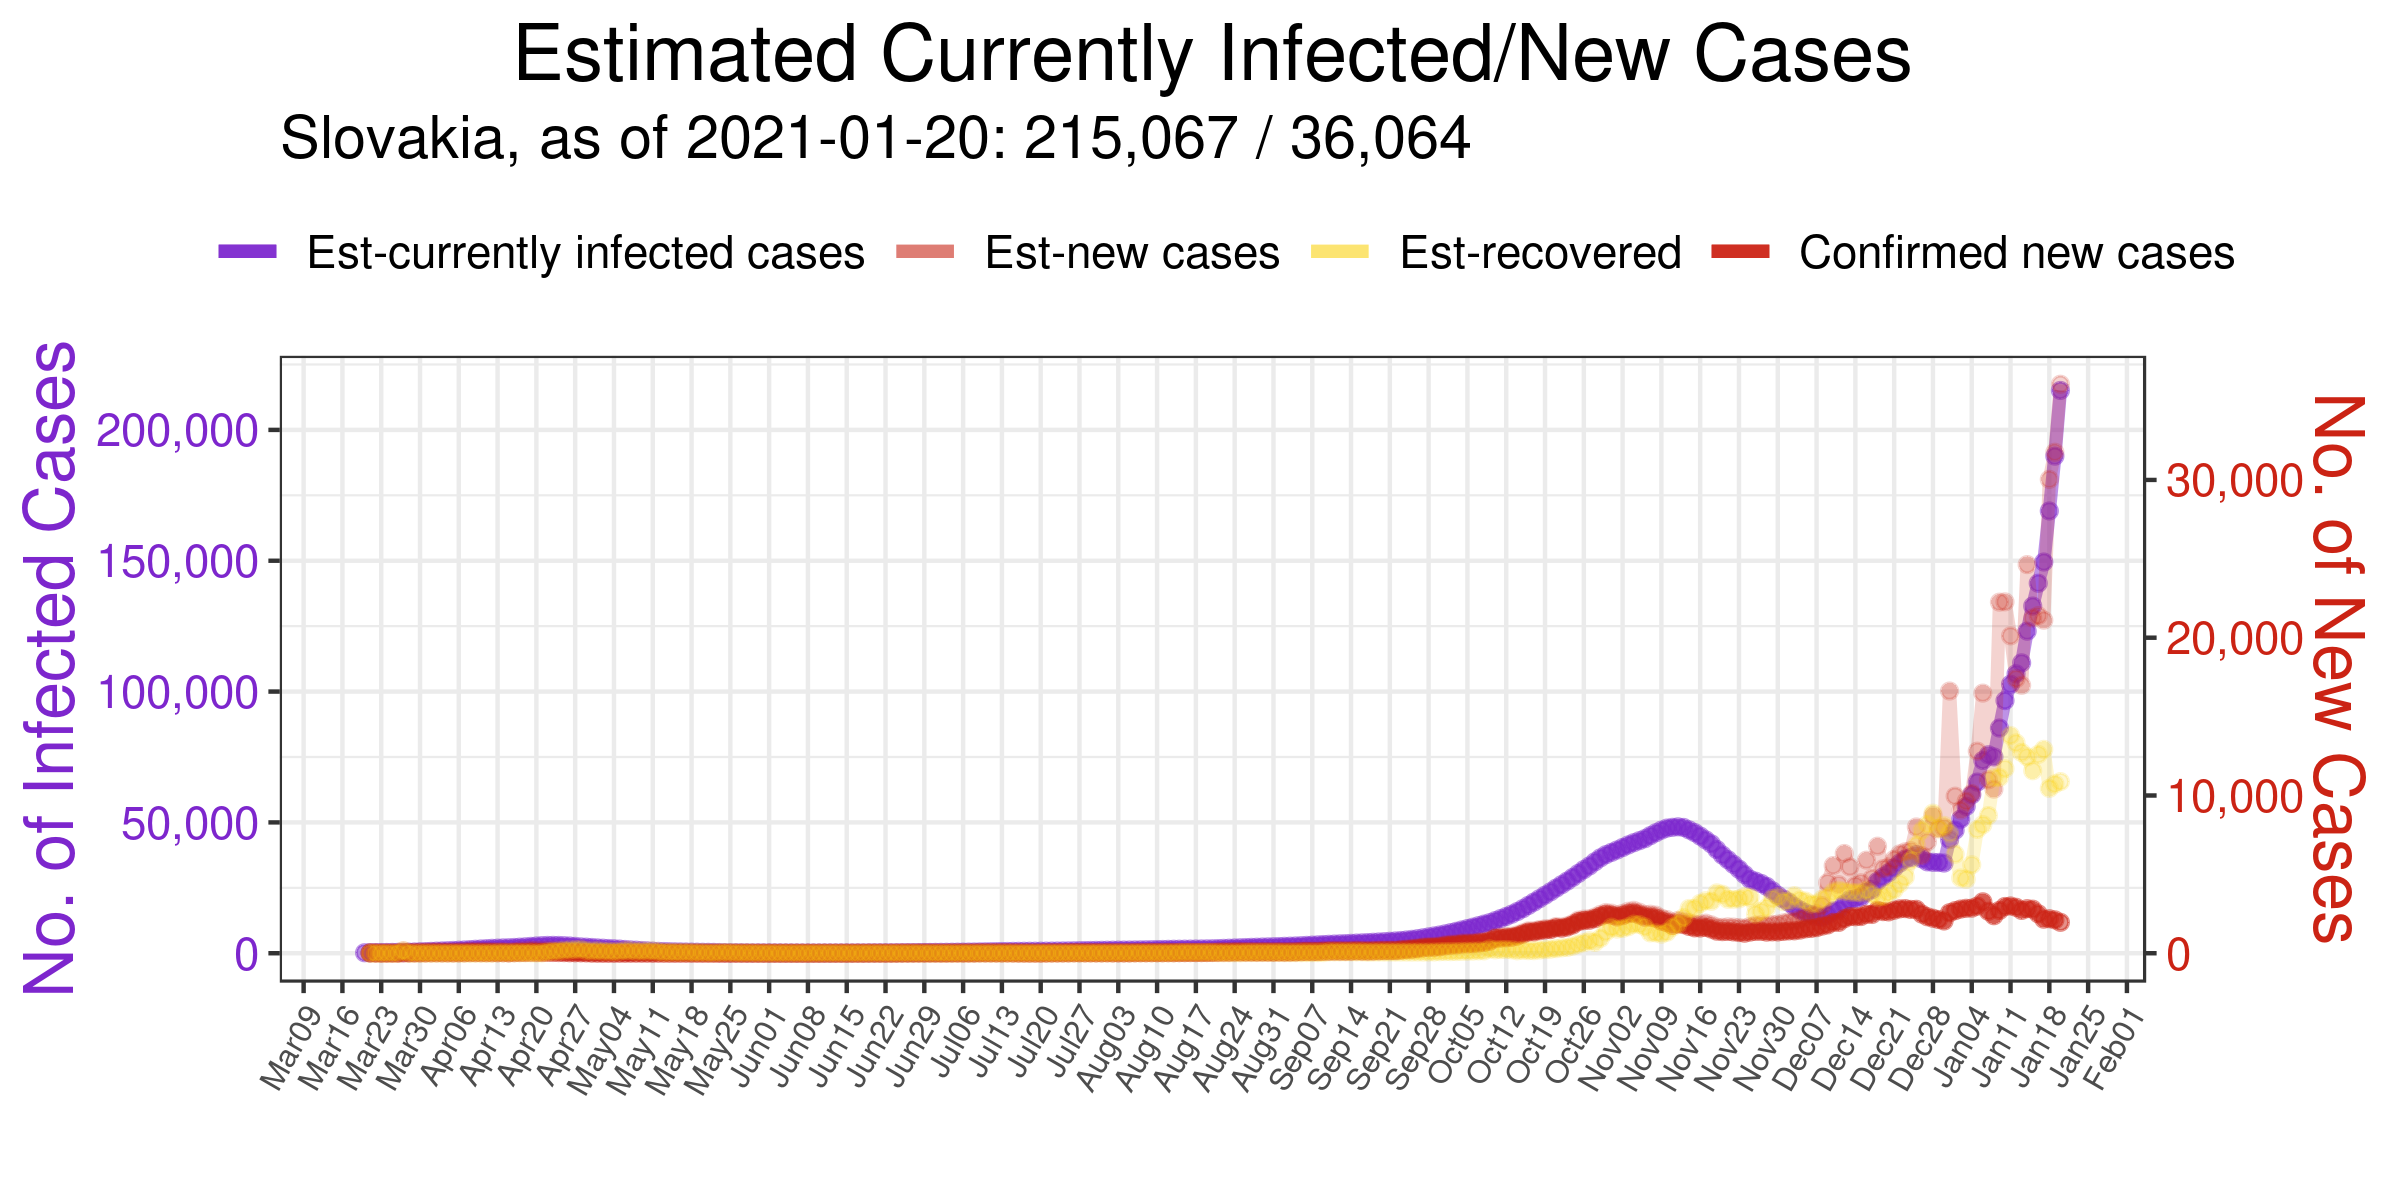 Estimated Currently Infected/New Cases
Slovakia, as of 2021-01-20: 215,067 / 36,064
Est-currently infected cases Est-new cases Est-recovered Confirmed new cases
No. of Infected Cases
200,000
150,000
100,000
50,000
0
30,000
20,000
10,000
0
No. of New Cases
Mar09 Mar16 Mar23 Mar30 Apr06 Apr13 Apr20 Apr27 May04 May11 May18 May25 Jun01 Jun08 Jun15 Jun22 Jun29 Jul06 Jul13 Jul20 Jul27 Aug03 Aug10 Aug17 Aug24 Aug31 Sep07 Sep14 Sep21 Sep28 Oct05 Oct12 Oct19 Oct26 Nov02 Nov09 Nov16 Nov23 Nov30 Dec07 Dec14 Dec21 Dec28 Jan04 Jan11 Jan18 Jan25 Feb01